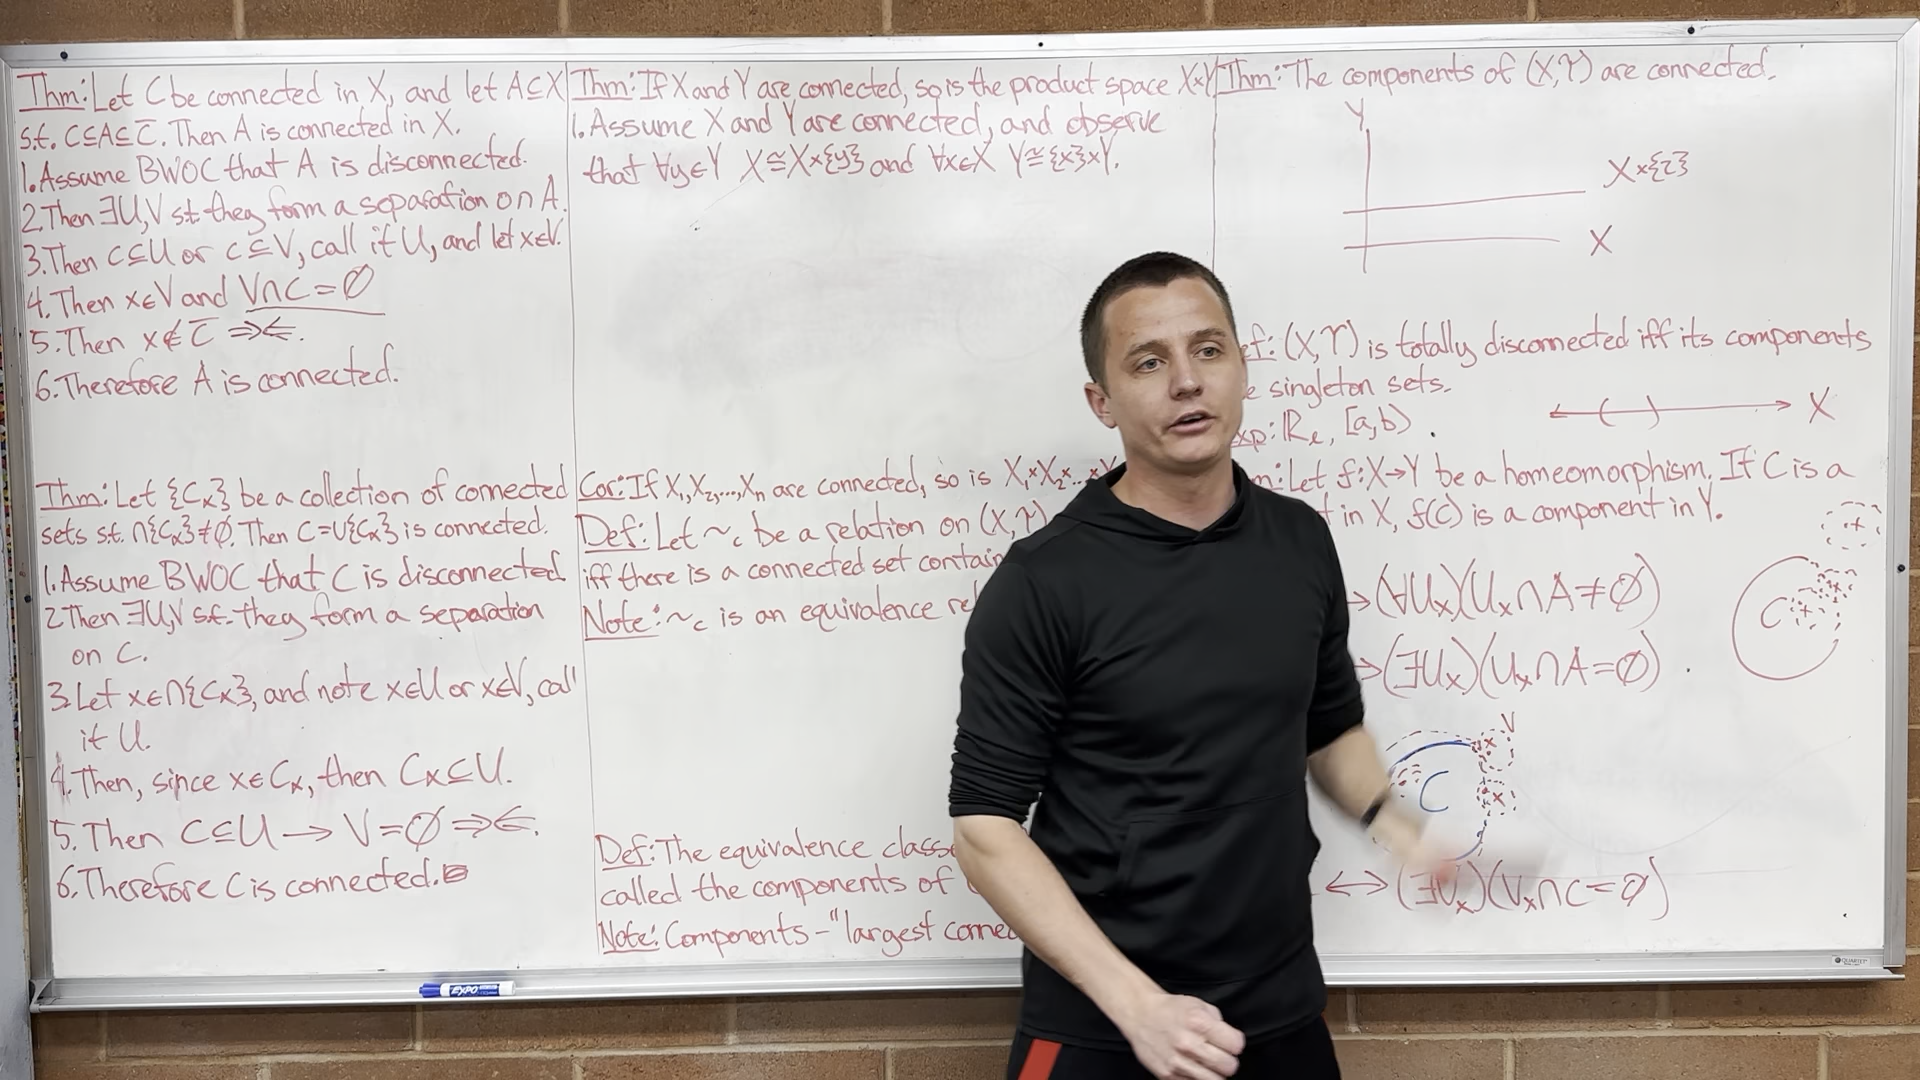 Thm: Let C be connected in X, and let A⊆X
s.t. C⊆A⊆C̅. Then A is connected in X.
1. Assume BWOC that A is disconnected.
2. Then ∃U,V s.t. they form a separation on A.
3. Then C⊆U or C⊆V, call it U, and let x∈V.
4. Then x∈V and V∩C=∅
5. Then x∉C̅ ⇒⇐.
6. Therefore A is connected.
Thm: Let {Cₓ} be a collection of connected
sets s.t. ∩{Cₓ}≠∅. Then C=∪{Cₓ} is connected.
1. Assume BWOC that C is disconnected
2. Then ∃U,V s.t. they form a separation
on C.
3. Let x∈∩{Cₓ}, and note x∈U or x∈V, call
it U.
4. Then, since x∈Cₓ, then Cₓ⊆U.
5. Then C⊆U → V=∅ ⇒⇐.
6. Therefore C is connected.
Thm: If X and Y are connected, so is the product space X×Y
1. Assume X and Y are connected, and observe
that ∀y∈Y X≅X×{y} and ∀x∈X Y≅{x}×Y.
Cor: If X₁,X₂,...,Xₙ are connected, so is X₁×X₂×...×
Def: Let ~c be a relation on (X,τ)
iff there is a connected set contain
Note: ~c is an equivalence re
Def: The equivalence class
called the components of
Note: Components - "largest connec
Thm: The components of (X,τ) are connected.
Y
X×{z}
X
ef: (X,τ) is totally disconnected iff its components
e singleton sets.
xp: ℝₑ, [a,b).
X
m: Let f:X→Y be a homeomorphism. If C is a
t in X, f(C) is a component in Y.
→(∀Uₓ)(Uₓ∩A≠∅)
C
→(∃Uₓ)(Uₓ∩A=∅).
V
C
↔(∃Vₓ)(Vₓ∩C=∅)
QUARTET
EXPO